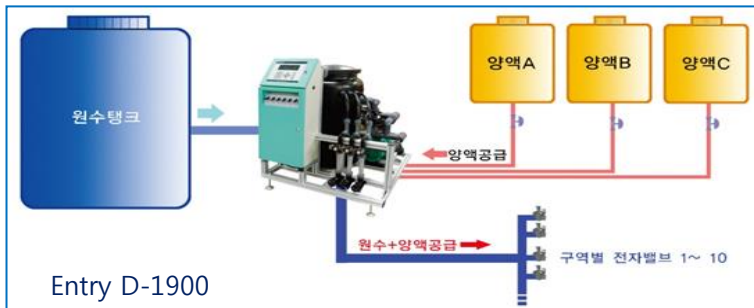 원수탱크
양액A
양액B
양액C
양액공급
원수+양액공급
구역별 전자밸브 1~ 10
Entry D-1900